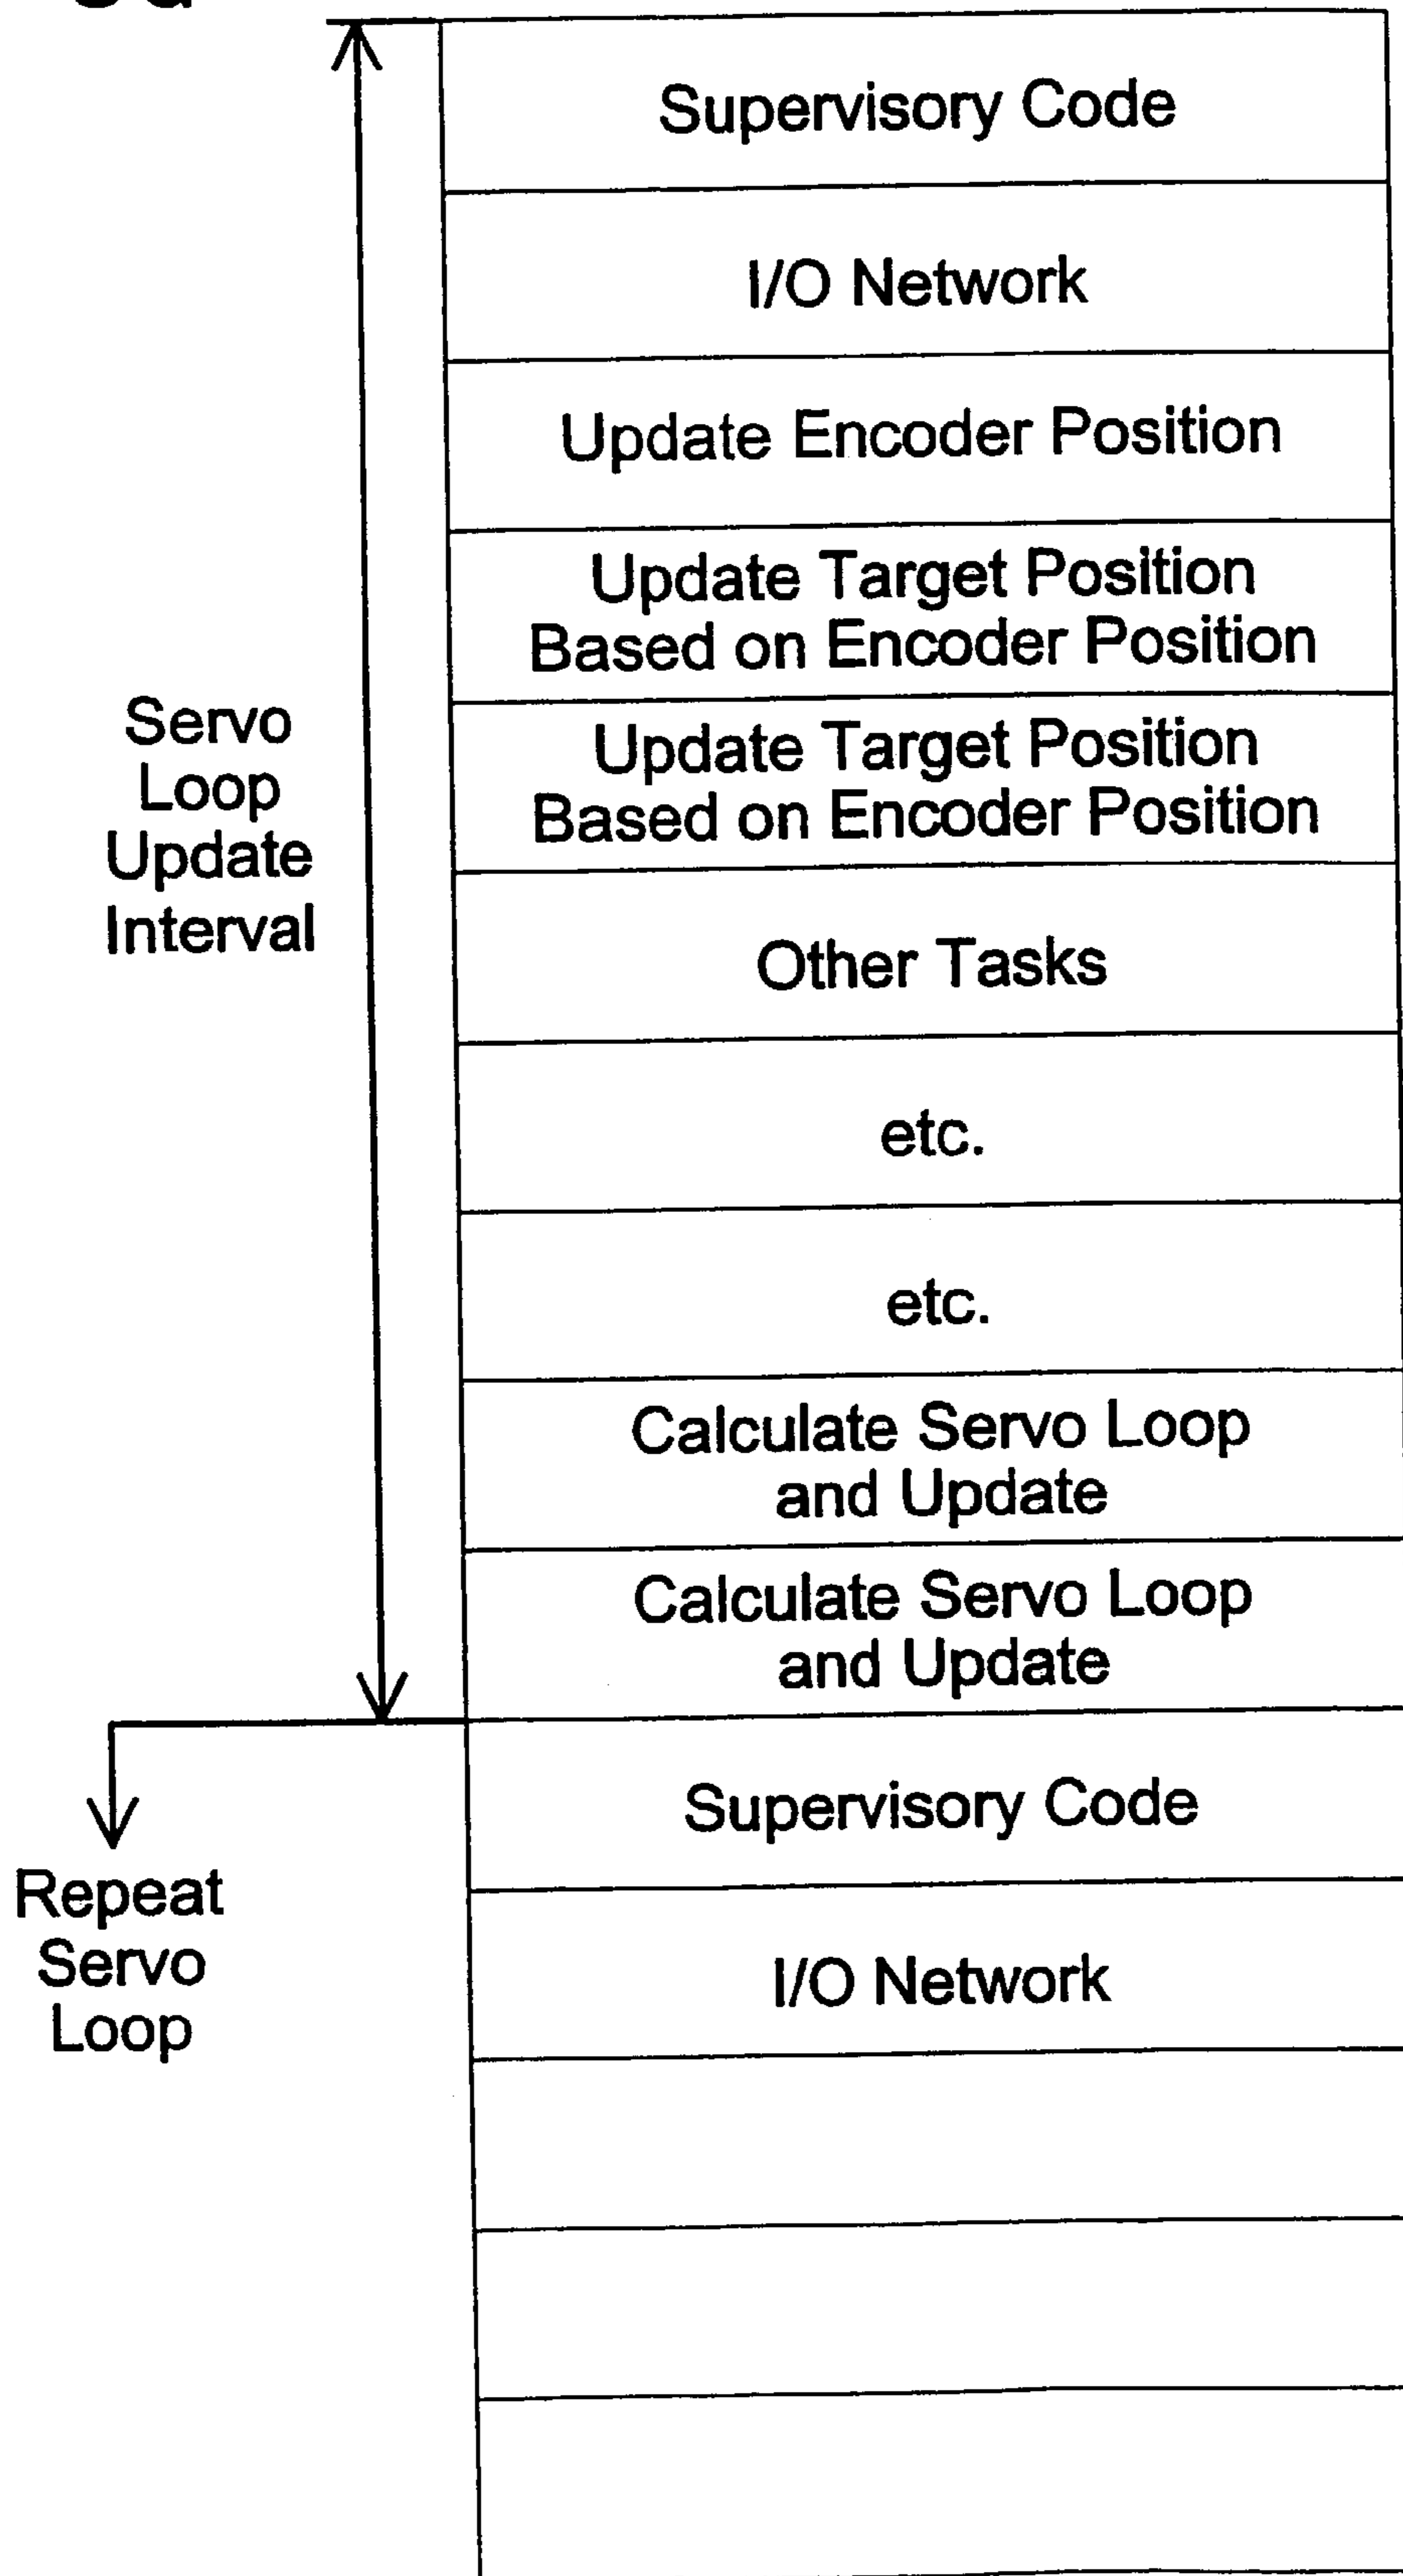 Supervisory Code
I/O Network
Update Encoder Position
Update Target Position
Based on Encoder Position
Update Target Position
Based on Encoder Position
Servo
Loop
Update
Interval
Other Tasks
etc.
etc.
Calculate Servo Loop
and Update
Calculate Servo Loop
and Update
Supervisory Code
Repeat
Servo
Loop
I/O Network